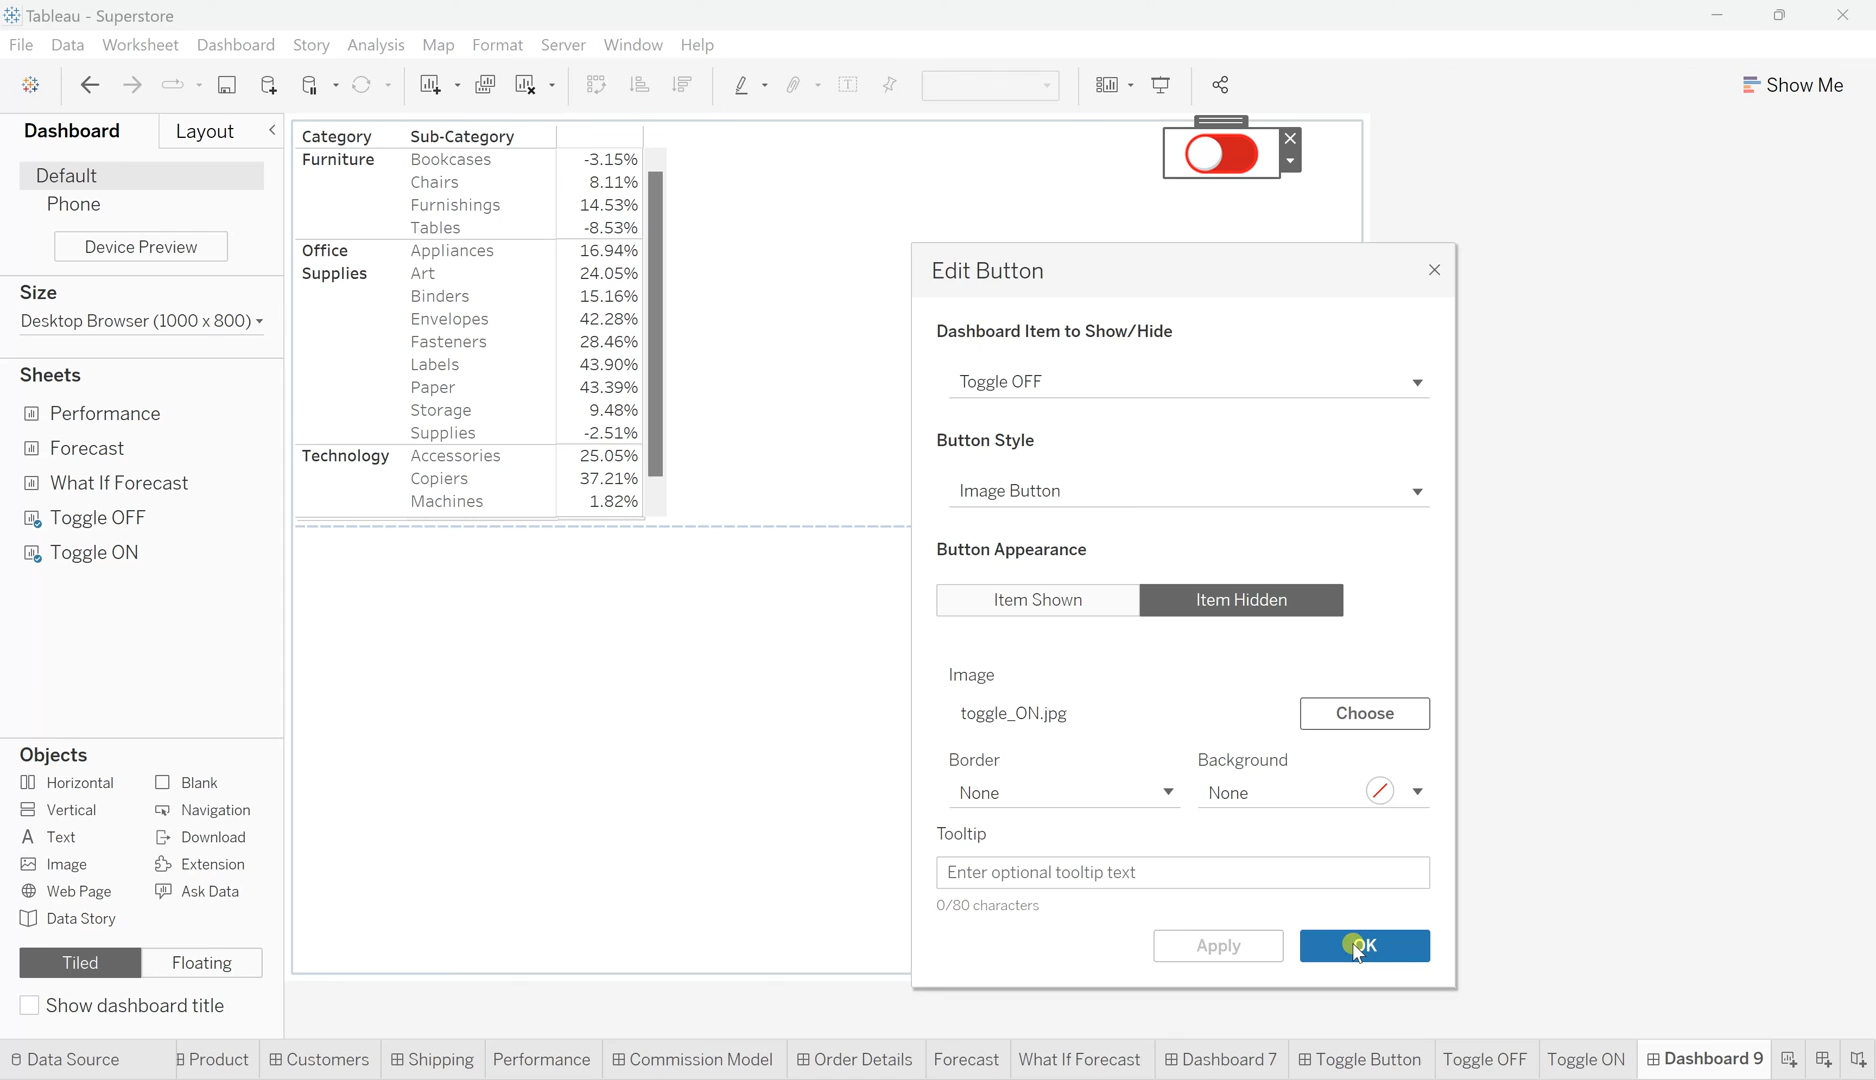 Tableau - Superstore
File Data Worksheet Dashboard Story Analysis Map Format Server Window Help
Show Me
Dashboard Layout
Default
Phone
Device Preview
Size
Desktop Browser (1000 x 800)
Sheets
Performance
Forecast
What If Forecast
Toggle OFF
Toggle ON
Objects
Horizontal Blank
Vertical Navigation
Text Download
Image Extension
Web Page Ask Data
Data Story
Tiled Floating
Show dashboard title
Category Sub-Category
Furniture Bookcases -3.15%
Chairs 8.11%
Furnishings 14.53%
Tables -8.53%
Office Appliances 16.94%
Supplies Art 24.05%
Binders 15.16%
Envelopes 42.28%
Fasteners 28.46%
Labels 43.90%
Paper 43.39%
Storage 9.48%
Supplies -2.51%
Technology Accessories 25.05%
Copiers 37.21%
Machines 1.82%
Edit Button
Dashboard Item to Show/Hide
Toggle OFF
Button Style
Image Button
Button Appearance
Item Shown Item Hidden
Image
toggle_ON.jpg Choose
Border Background
None None
Tooltip
Enter optional tooltip text
0/80 characters
Apply OK
Data Source Product Customers Shipping Performance Commission Model Order Details Forecast What If Forecast Dashboard 7 Toggle Button Toggle OFF Toggle ON Dashboard 9